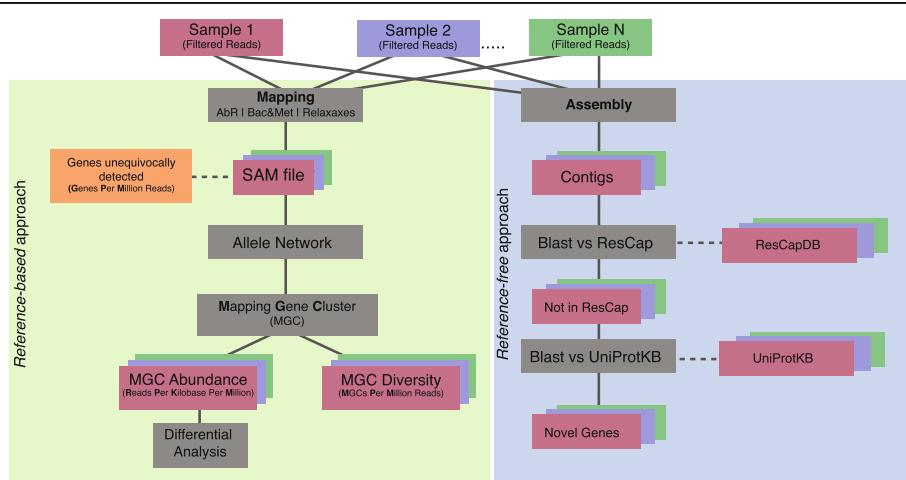 Sample 1
(Filtered Reads)
Sample 2
(Filtered Reads)
.....
Sample N
(Filtered Reads)
Reference-based approach
Mapping
AbR | Bac&Met | Relaxaxes
Genes unequivocally
detected
(Genes Per Million Reads)
SAM file
Allele Network
Mapping Gene Cluster
(MGC)
MGC Abundance
(Reads Per Kilobase Per Million)
MGC Diversity
(MGCs Per Million Reads)
Differential
Analysis
Reference-free approach
Assembly
Contigs
Blast vs ResCap
ResCapDB
Not in ResCap
Blast vs UniProtKB
UniProtKB
Novel Genes